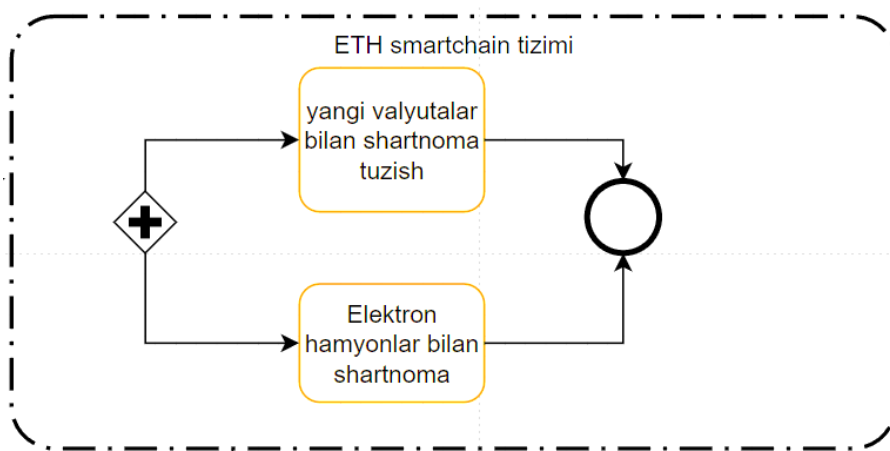 ETH smartchain tizimi
yangi valyutalar
bilan shartnoma
tuzish
Elektron
hamyonlar bilan
shartnoma